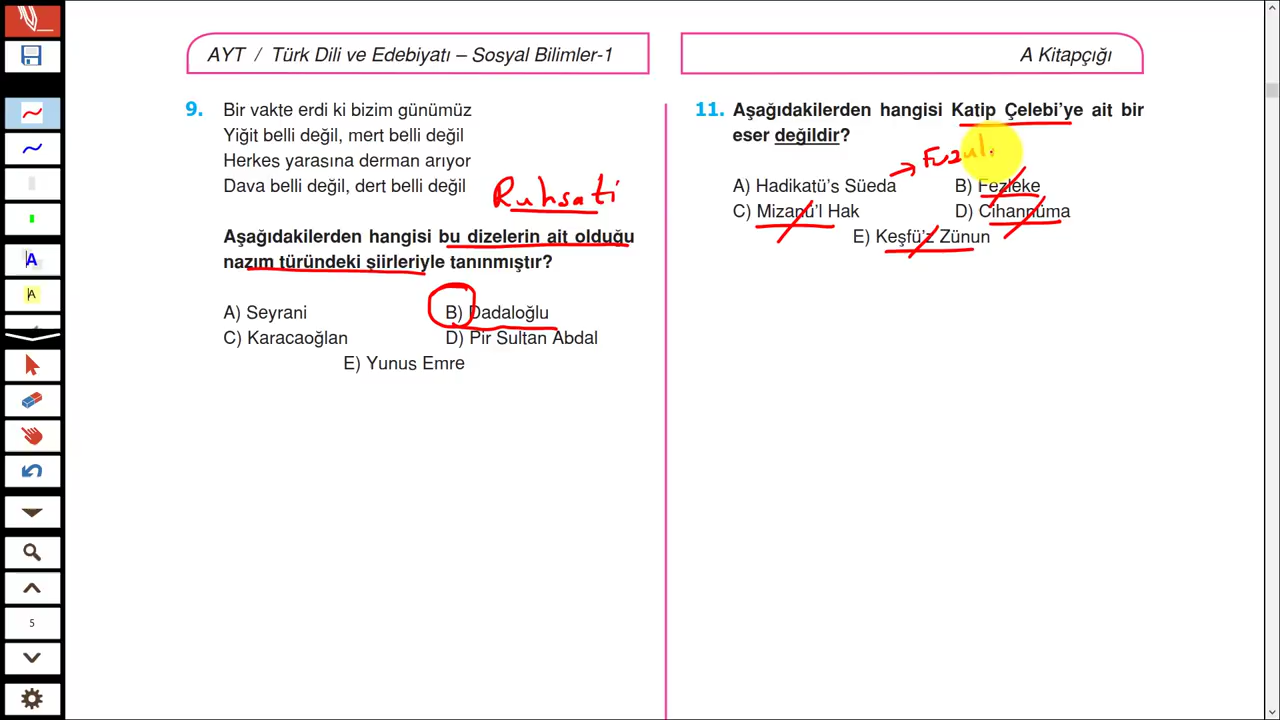 AYT / Türk Dili ve Edebiyatı – Sosyal Bilimler-1
A Kitapçığı
9. Bir vakte erdi ki bizim günümüz
Yiğit belli değil, mert belli değil
Herkes yarasına derman arıyor
Dava belli değil, dert belli değil
Ruhsati
Aşağıdakilerden hangisi bu dizelerin ait olduğu
nazım türündeki şiirleriyle tanınmıştır?
A) Seyrani B) Dadaloğlu
C) Karacaoğlan D) Pir Sultan Abdal
E) Yunus Emre
11. Aşağıdakilerden hangisi Katip Çelebi'ye ait bir
eser değildir?
Fuzuli
A) Hadikatü's Süeda B) Fezleke
C) Mizanü'l Hak D) Cihannüma
E) Keşfü'z Zünun
A
A
5